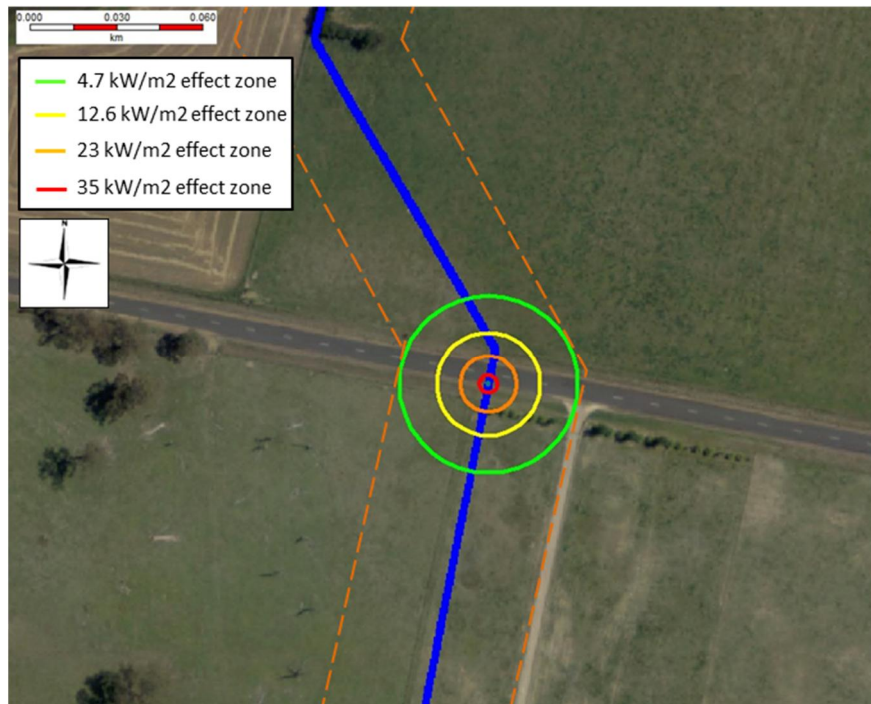 0.000 0.030 0.060
km
4.7 kW/m2 effect zone
12.6 kW/m2 effect zone
23 kW/m2 effect zone
35 kW/m2 effect zone
N